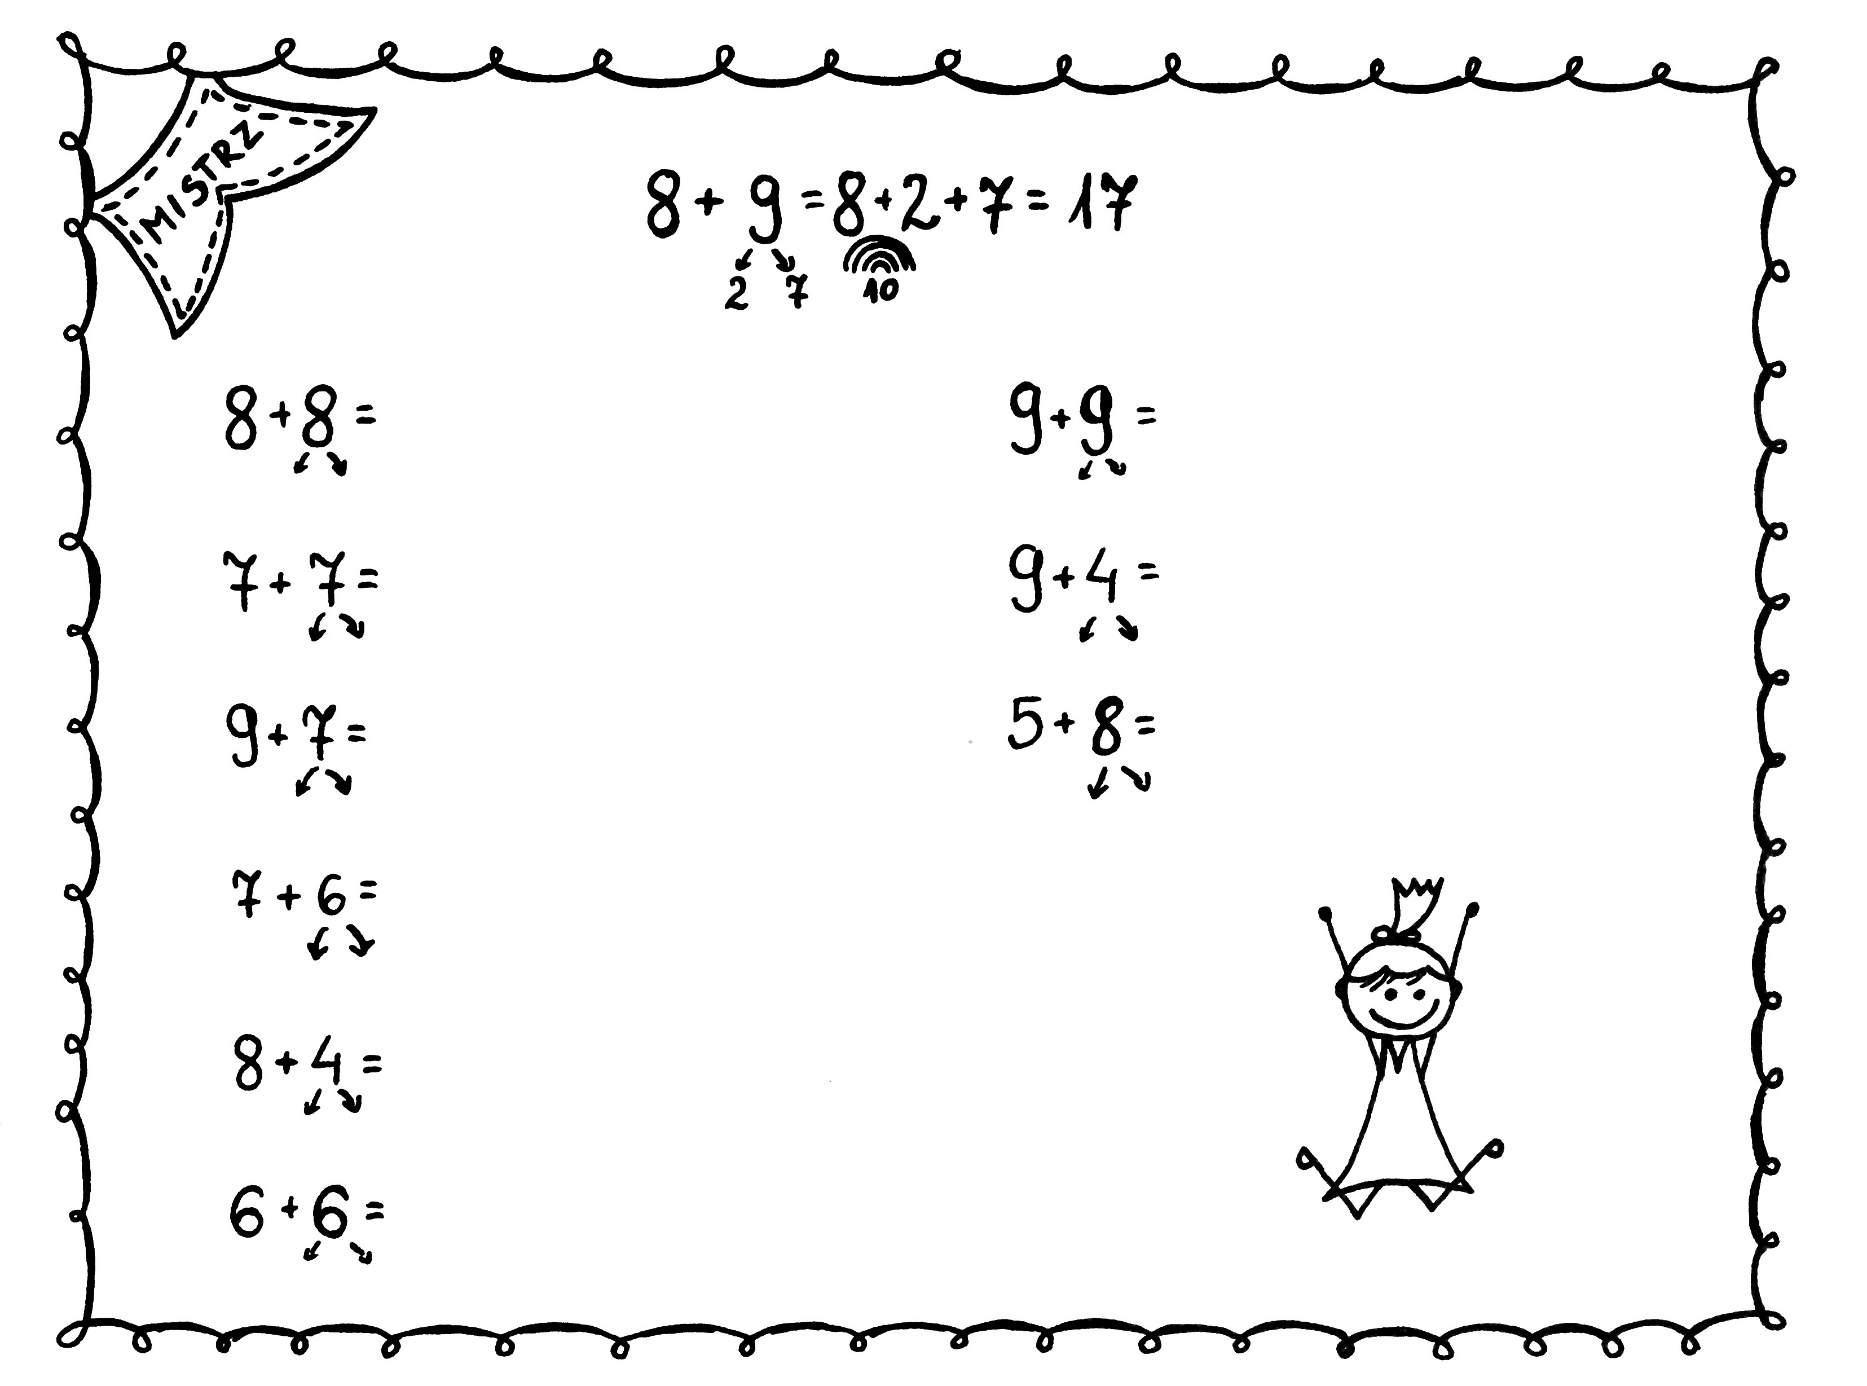 MISTRZ
8 + 9 = 8 + 2 + 7 = 17
2 7 10
8 + 8 =
7 + 7 =
9 + 7 =
7 + 6 =
8 + 4 =
6 + 6 =
9 + 9 =
9 + 4 =
5 + 8 =